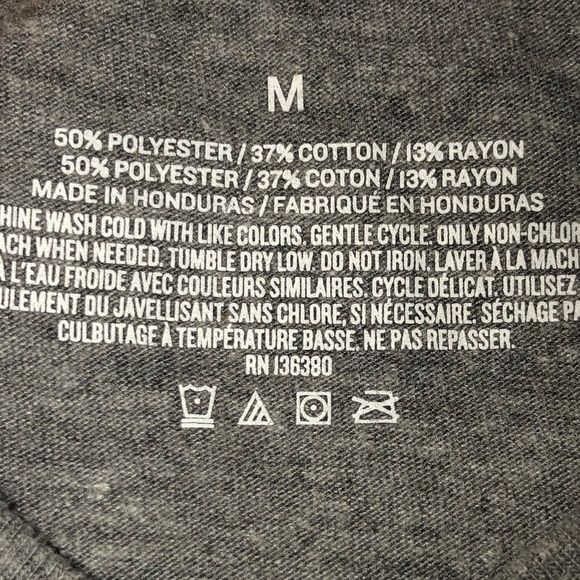 M
50% POLYESTER / 37% COTTON / 13% RAYON
50% POLYESTER / 37% COTON / 13% RAYON
MADE IN HONDURAS / FABRIQUÉ EN HONDURAS
HINE WASH COLD WITH LIKE COLORS. GENTLE CYCLE. ONLY NON-CHLOR
ACH WHEN NEEDED. TUMBLE DRY LOW. DO NOT IRON. LAVER À LA MACH
À L'EAU FROIDE AVEC COULEURS SIMILAIRES. CYCLE DÉLICAT. UTILISEZ
ULEMENT DU JAVELLISANT SANS CHLORE, SI NÉCESSAIRE. SÉCHAGE PA
CULBUTAGE À TEMPÉRATURE BASSE. NE PAS REPASSER.
RN 136380